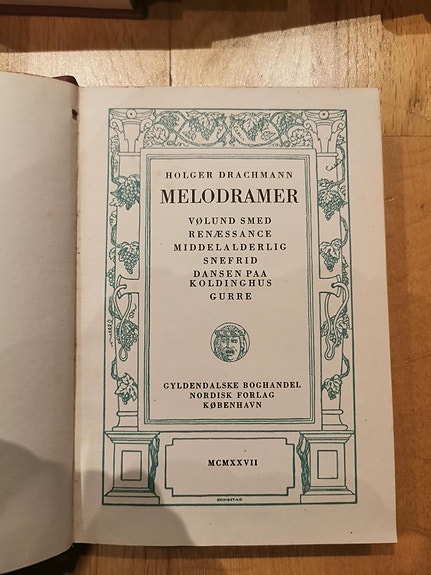 HOLGER DRACHMANN
MELODRAMER
VØLUND SMED
RENÆSSANCE
MIDDELALDERLIG
SNEFRID
DANSEN PAA
KOLDINGHUS
GURRE
GYLDENDALSKE BOGHANDEL
NORDISK FORLAG
KØBENHAVN
MCMXXVII